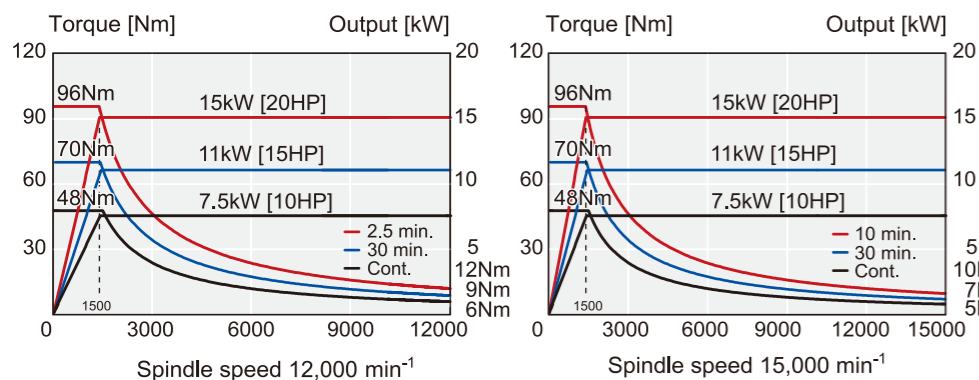 Torque [Nm] Output [kW]
120 20
96Nm
15kW [20HP]
90 15
70Nm
11kW [15HP]
60 10
48Nm
7.5kW [10HP]
2.5 min.
30 min.
Cont.
30 5
12Nm
9Nm
6Nm
1500
0 3000 6000 9000 12000
Spindle speed 12,000 min-1
Torque [Nm] Output [kW]
120 20
96Nm
15kW [20HP]
90 15
70Nm
11kW [15HP]
60 10
48Nm
7.5kW [10HP]
10 min.
30 min.
Cont.
30 5
10
7
5
1500
0 3000 6000 9000 12000 15000
Spindle speed 15,000 min-1